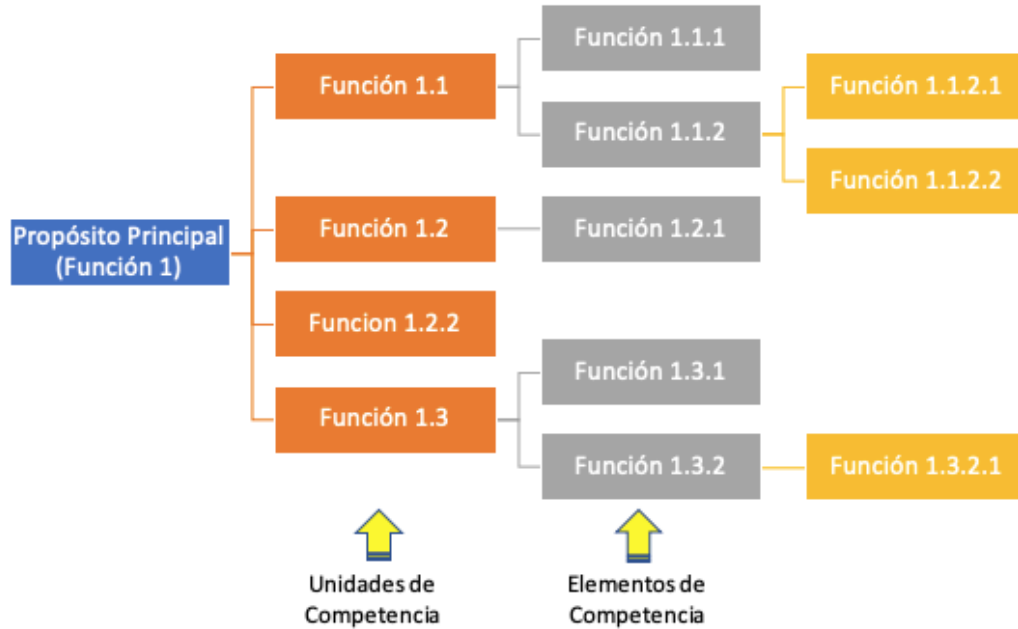 Función 1.1.1
Función 1.1
Función 1.1.2.1
Función 1.1.2
Función 1.1.2.2
Función 1.2
Función 1.2.1
Propósito Principal
(Función 1)
Funcion 1.2.2
Función 1.3.1
Función 1.3
Función 1.3.2
Función 1.3.2.1
Unidades de
Competencia
Elementos de
Competencia